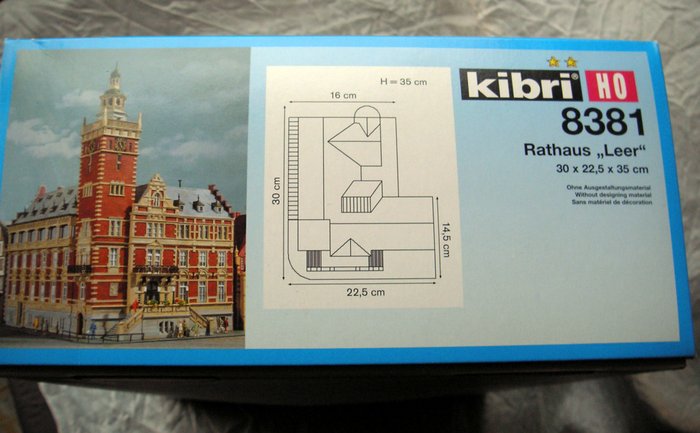 H = 35 cm
16 cm
30 cm
14,5 cm
22,5 cm
kibri HO
8381
Rathaus „Leer“
30 x 22,5 x 35 cm
Ohne Ausgestaltungsmaterial
Without designing material
Sans matériel de décoration